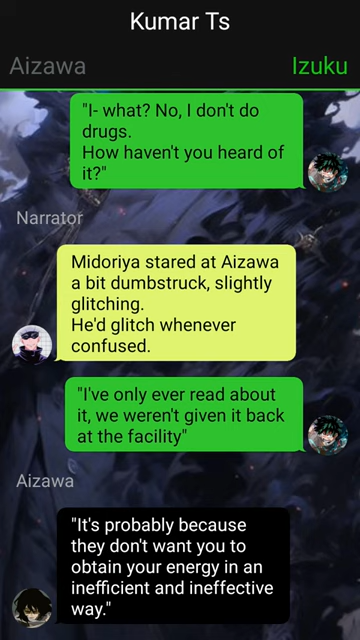 Kumar Ts
Aizawa
Izuku
"I- what? No, I don't do
drugs.
How haven't you heard of
it?"
Narrator
Midoriya stared at Aizawa
a bit dumbstruck, slightly
glitching.
He'd glitch whenever
confused.
"I've only ever read about
it, we weren't given it back
at the facility"
Aizawa
"It's probably because
they don't want you to
obtain your energy in an
inefficient and ineffective
way."